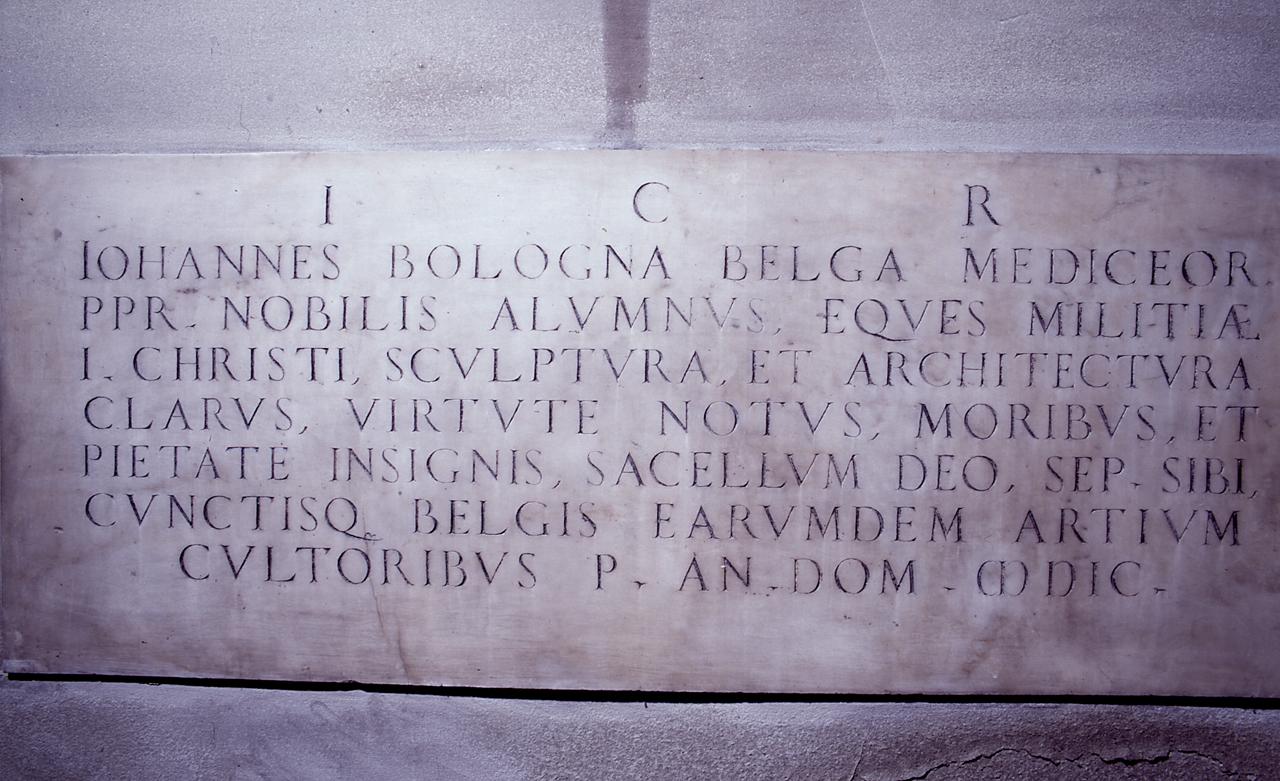 I C R
IOHANNES BOLOGNA BELGA MEDICEOR.
PPR. NOBILIS ALVMNVS, EQVES MILITIÆ
I. CHRISTI, SCVLPTVRA, ET ARCHITECTVRA
CLARVS, VIRTVTE NOTVS, MORIBVS, ET
PIETATE INSIGNIS, SACELLVM DEO, SEP. SIBI,
CVNCTISQ. BELGIS EARVMDEM ARTIVM
CVLTORIBVS P. AN. DOM. ↀDIC.